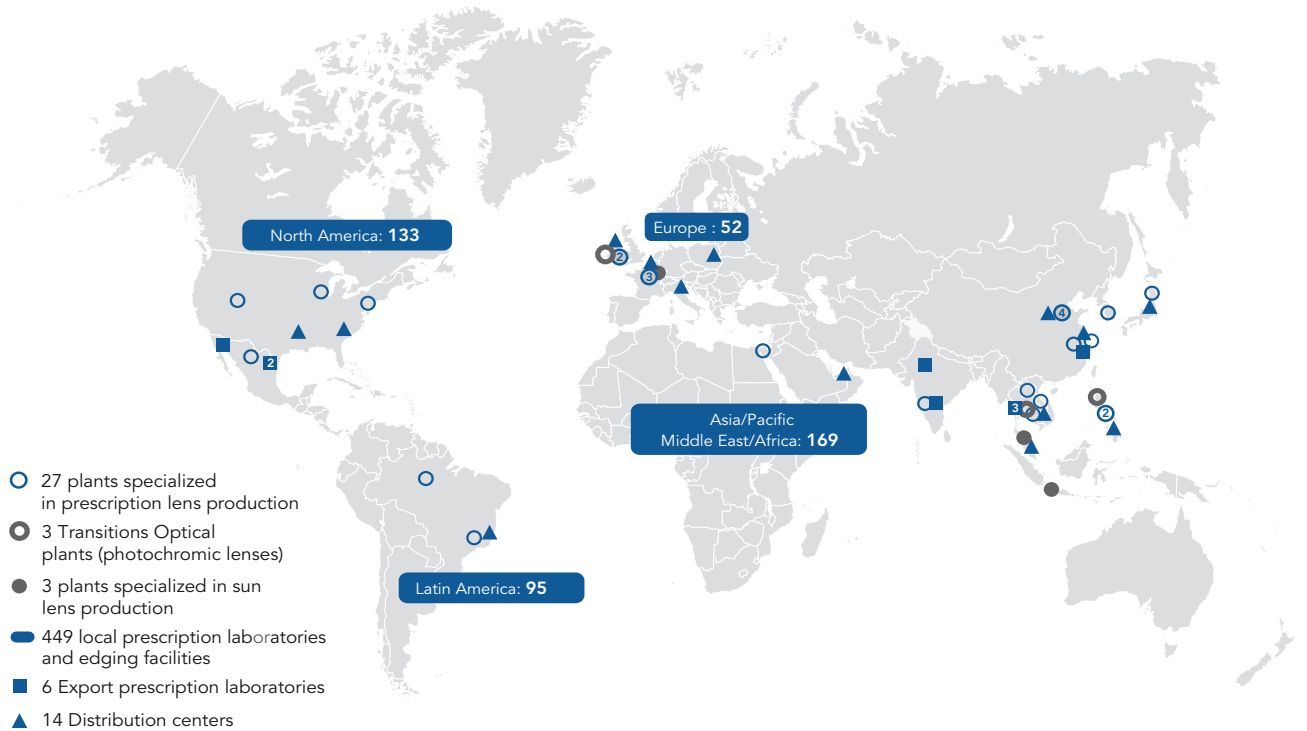 North America: 133
Europe : 52
2
3
4
2
Asia/Pacific
Middle East/Africa: 169
3
2
Latin America: 95
27 plants specialized
in prescription lens production
3 Transitions Optical
plants (photochromic lenses)
3 plants specialized in sun
lens production
449 local prescription laboratories
and edging facilities
6 Export prescription laboratories
14 Distribution centers